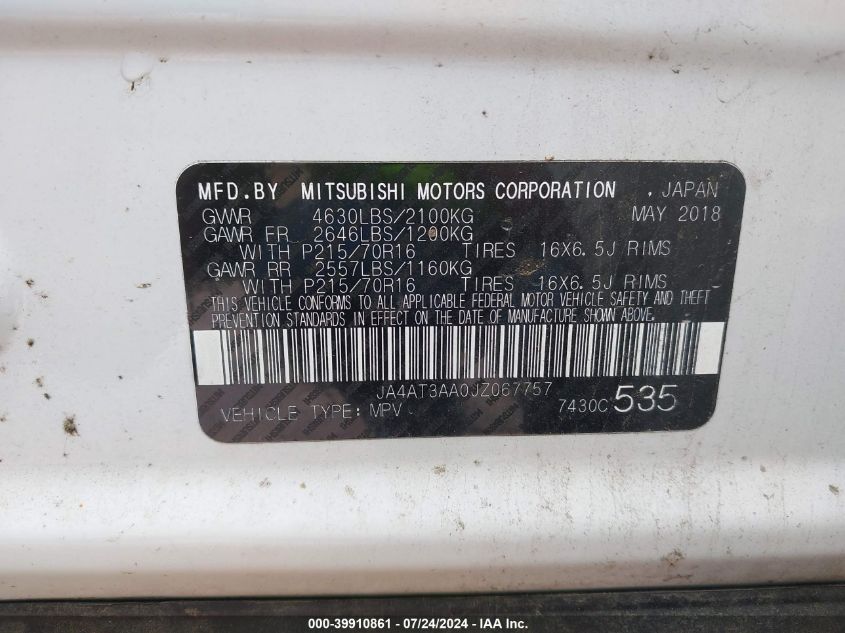 MFD.BY MITSUBISHI MOTORS CORPORATION , JAPAN
GVWR 4630LBS/2100KG MAY 2018
GAWR FR 2646LBS/1200KG
WITH P215/70R16 TIRES 16X6.5J RIMS
GAWR RR 2557LBS/1160KG
WITH P215/70R16 TIRES 16X6.5J RIMS
THIS VEHICLE CONFORMS TO ALL APPLICABLE FEDERAL MOTOR VEHICLE SAFETY AND THEFT
PREVENTION STANDARDS IN EFFECT ON THE DATE OF MANUFACTURE SHOWN ABOVE.
JA4AT3AA0JZ067757
VEHICLE TYPE: MPV 7430C 535
000-39910861 / 07/24/2024 - Copyright © IAA, Inc.